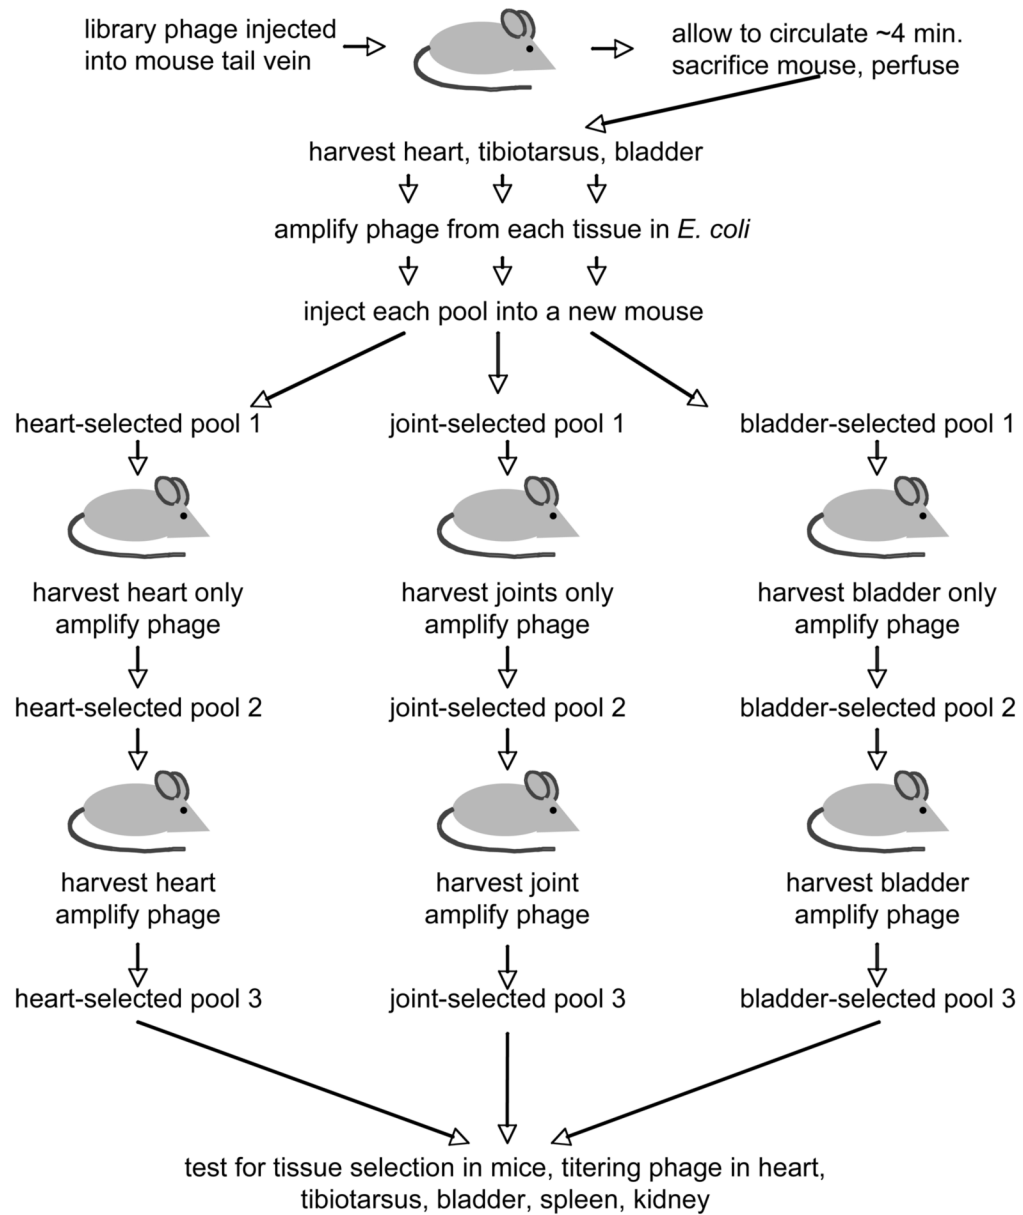 library phage injected
into mouse tail vein
allow to circulate ~4 min.
sacrifice mouse, perfuse
harvest heart, tibiotarsus, bladder
amplify phage from each tissue in E. coli
inject each pool into a new mouse
heart-selected pool 1
joint-selected pool 1
bladder-selected pool 1
harvest heart only
amplify phage
harvest joints only
amplify phage
harvest bladder only
amplify phage
heart-selected pool 2
joint-selected pool 2
bladder-selected pool 2
harvest heart
amplify phage
harvest joint
amplify phage
harvest bladder
amplify phage
heart-selected pool 3
joint-selected pool 3
bladder-selected pool 3
test for tissue selection in mice, titering phage in heart,
tibiotarsus, bladder, spleen, kidney